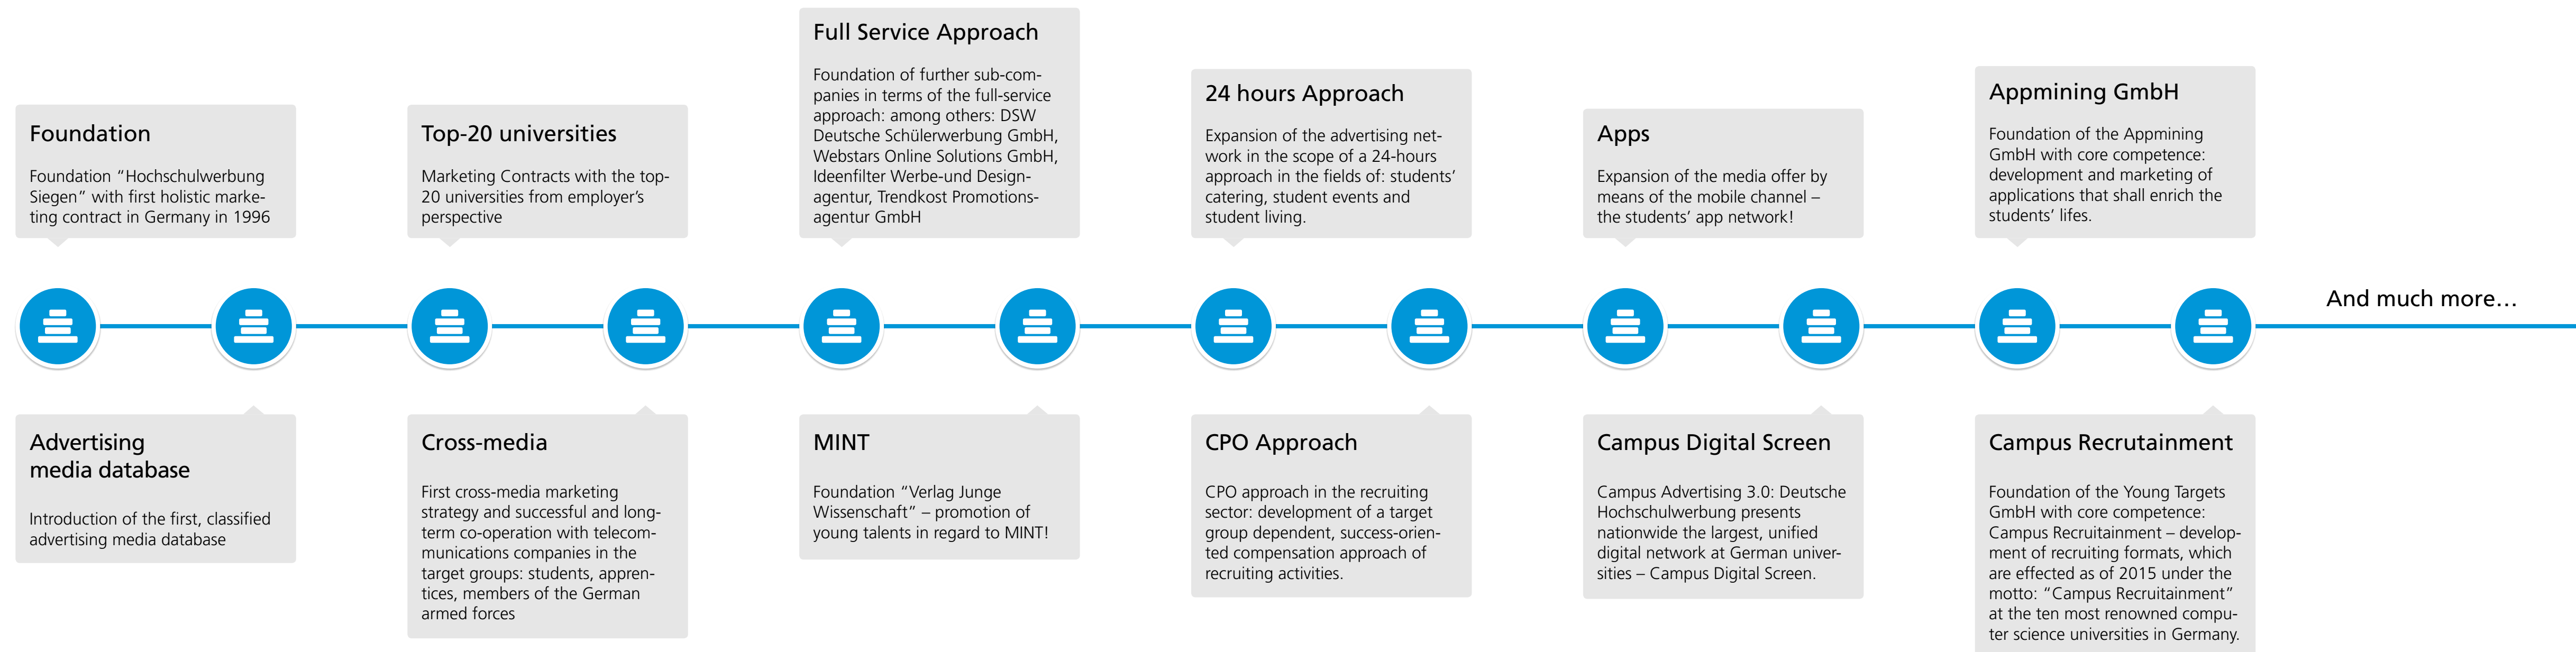 Foundation
Foundation “Hochschulwerbung
Siegen” with first holistic marke-
ting contract in Germany in 1996
Advertising
media database
Introduction of the first, classified
advertising media database
Top-20 universities
Marketing Contracts with the top-
20 universities from employer’s
perspective
Cross-media
First cross-media marketing
strategy and successful and long-
term co-operation with telecom-
munications companies in the
target groups: students, appren-
tices, members of the German
armed forces
Full Service Approach
Foundation of further sub-com-
panies in terms of the full-service
approach: among others: DSW
Deutsche Schülerwerbung GmbH,
Webstars Online Solutions GmbH,
Ideenfilter Werbe-und Design-
agentur, Trendkost Promotions-
agentur GmbH
MINT
Foundation “Verlag Junge
Wissenschaft” – promotion of
young talents in regard to MINT!
24 hours Approach
Expansion of the advertising net-
work in the scope of a 24-hours
approach in the fields of: students’
catering, student events and
student living.
CPO Approach
CPO approach in the recruiting
sector: development of a target
group dependent, success-orien-
ted compensation approach of
recruiting activities.
Apps
Expansion of the media offer by
means of the mobile channel –
the students’ app network!
Campus Digital Screen
Campus Advertising 3.0: Deutsche
Hochschulwerbung presents
nationwide the largest, unified
digital network at German univer-
sities – Campus Digital Screen.
Appmining GmbH
Foundation of the Appmining
GmbH with core competence:
development and marketing of
applications that shall enrich the
students’ lifes.
Campus Recrutainment
Foundation of the Young Targets
GmbH with core competence:
Campus Recruitainment – develop-
ment of recruiting formats, which
are effected as of 2015 under the
motto: “Campus Recruitainment”
at the ten most renowned compu-
ter science universities in Germany.
And much more…